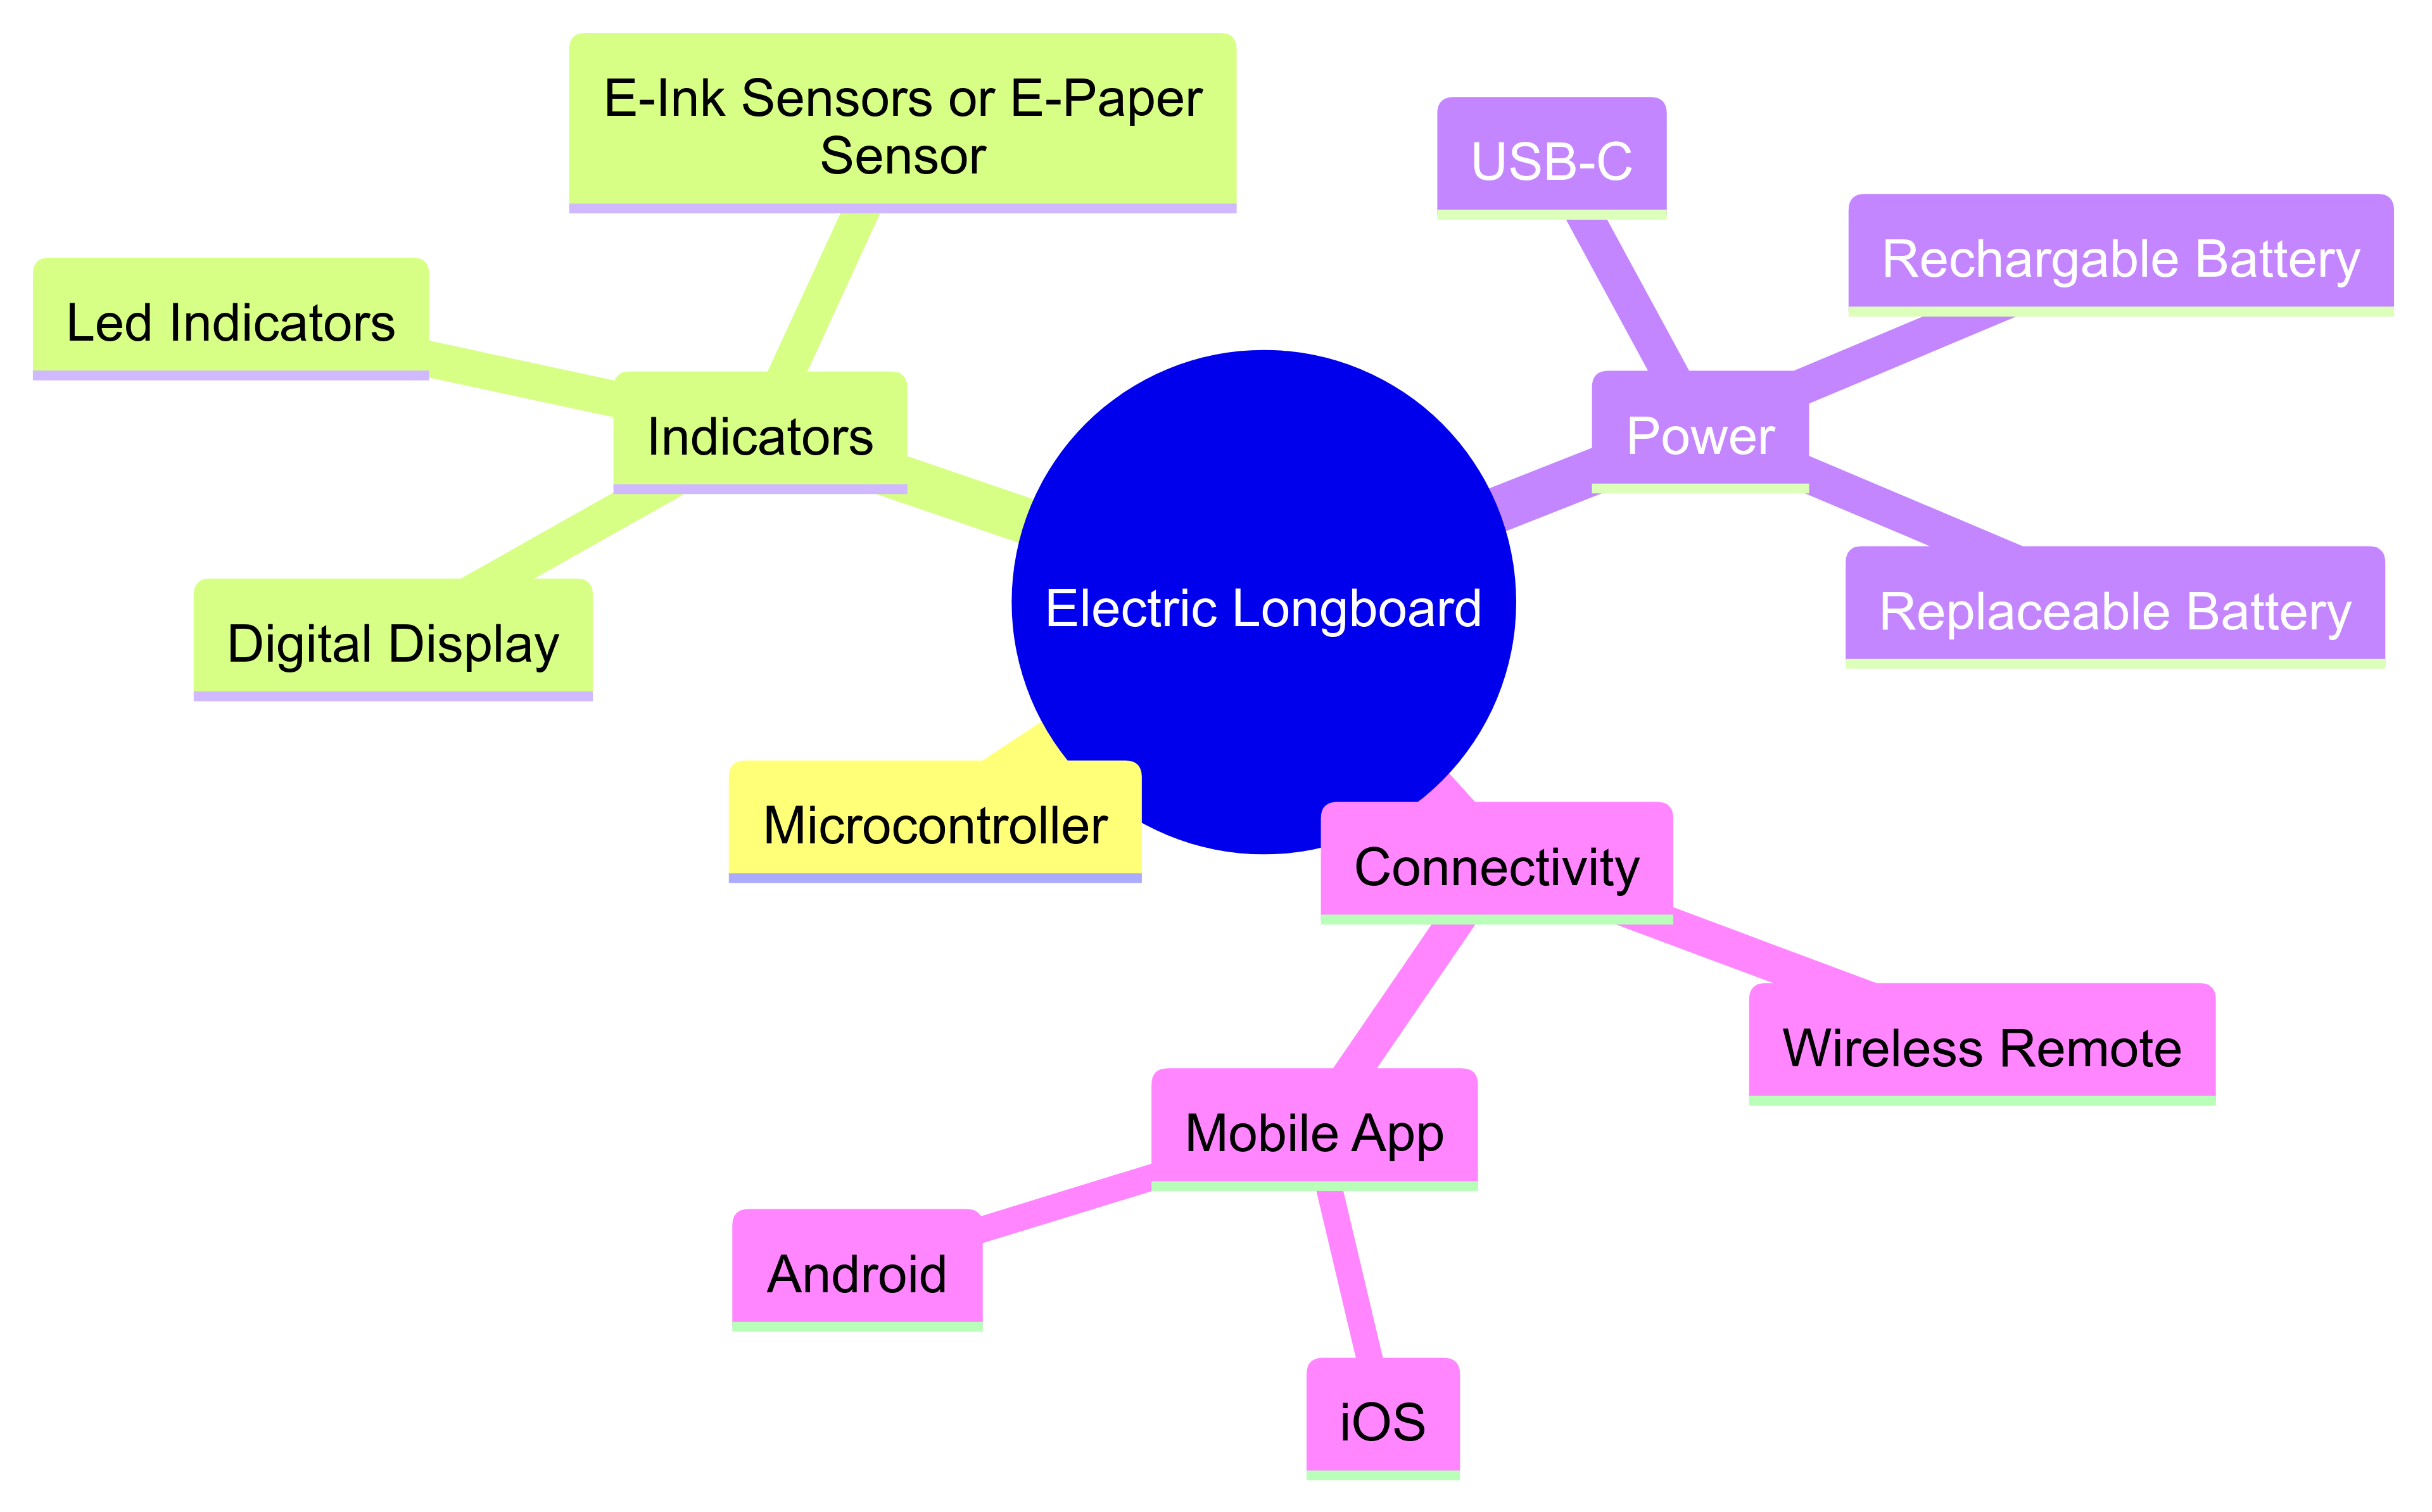 E-Ink Sensors or E-Paper
Sensor
USB-C
Rechargable Battery
Led Indicators
Indicators
Power
Electric Longboard
Replaceable Battery
Digital Display
Microcontroller
Connectivity
Wireless Remote
Mobile App
Android
iOS